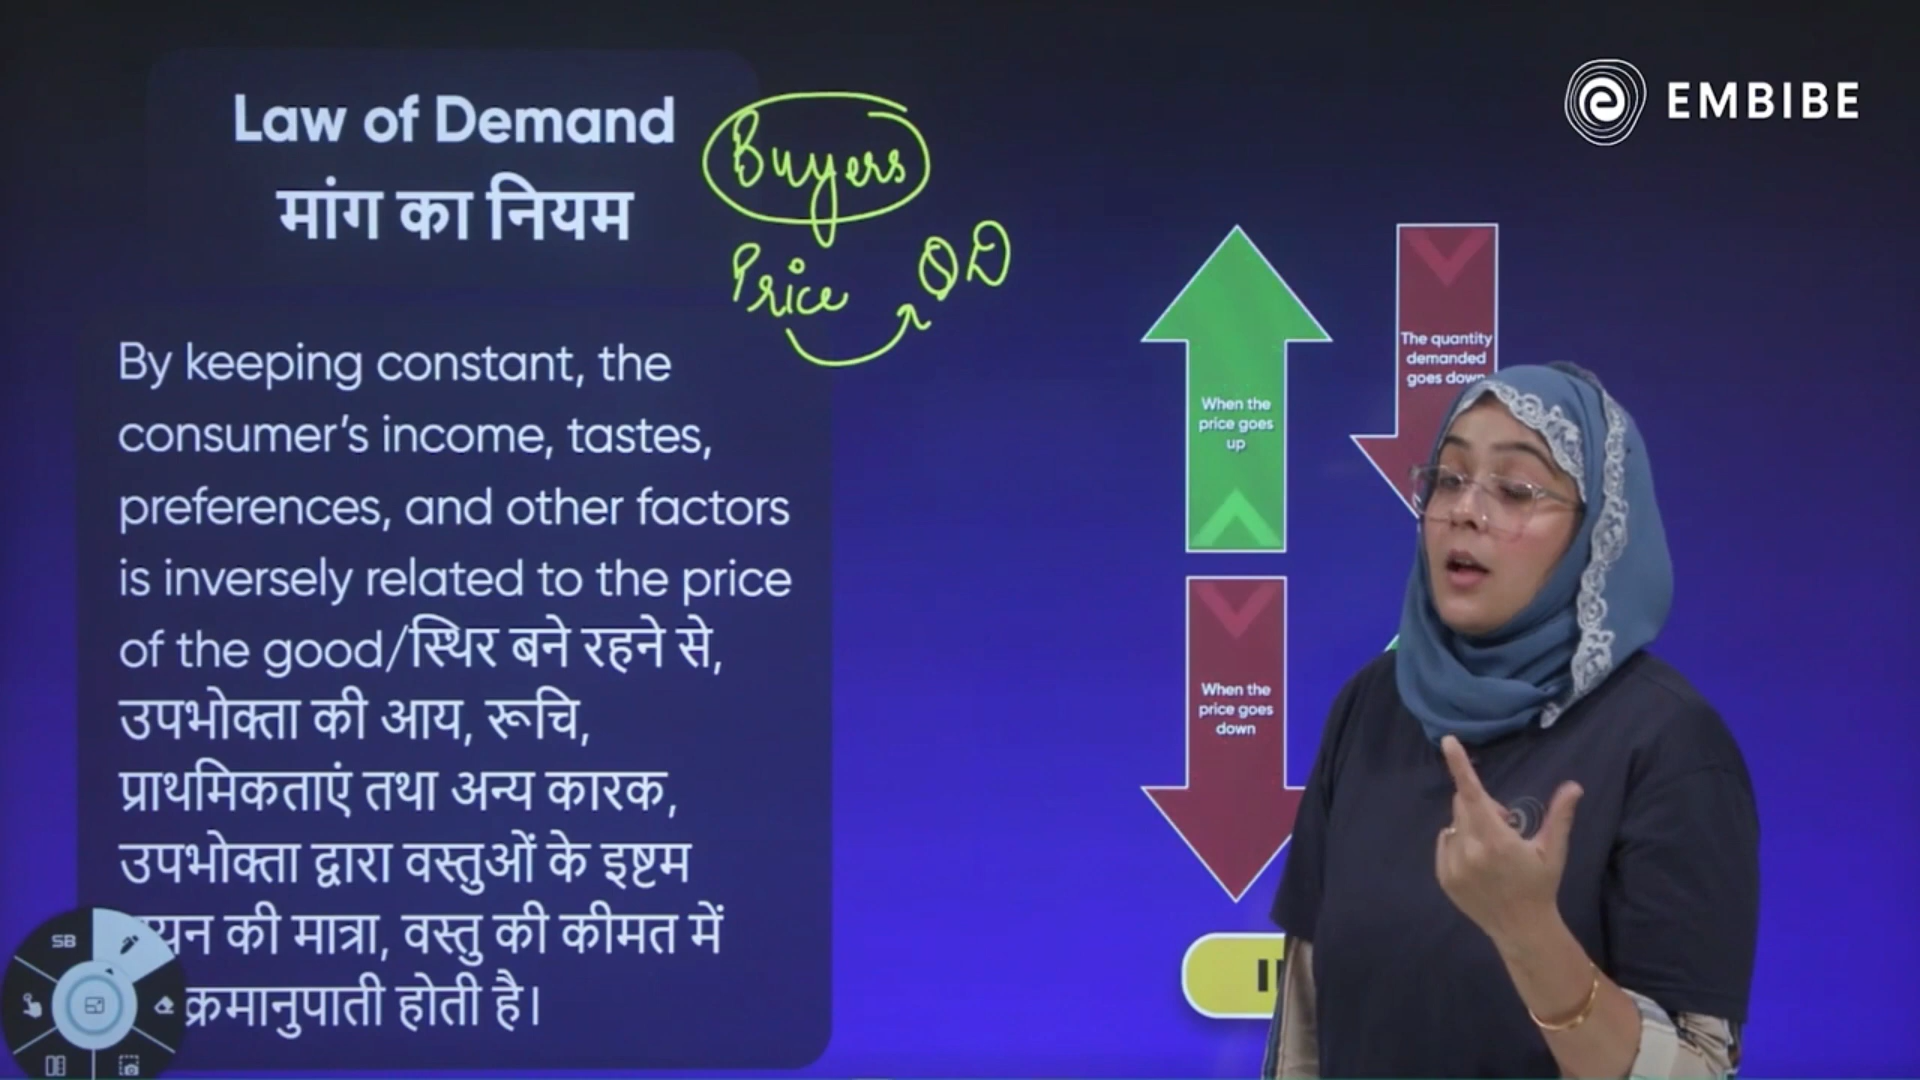 Law of Demand
मांग का नियम
Buyers
Price QD
By keeping constant, the
consumer's income, tastes,
preferences, and other factors
is inversely related to the price
of the good/स्थिर बने रहने से,
उपभोक्ता की आय, रूचि,
प्राथमिकताएं तथा अन्य कारक,
उपभोक्ता द्वारा वस्तुओं के इष्टम
की मात्रा, वस्तु की कीमत में
होती है।
SB
EMBIBE
When the
price goes
up
The quantity
demanded
goes down
When the
price goes
down